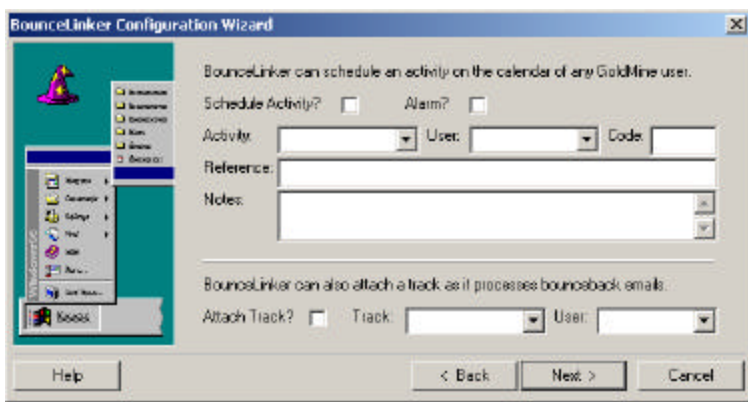 BounceLinker Configuration Wizard
BounceLinker can schedule an activity on the calendar of any GoldMine user.
Schedule Activity? Alarm?
Activity: User: Code:
Reference:
Notes:
BounceLinker can also attach a track as it processes bounceback emails.
Attach Track? Track: User:
Help < Back Next > Cancel